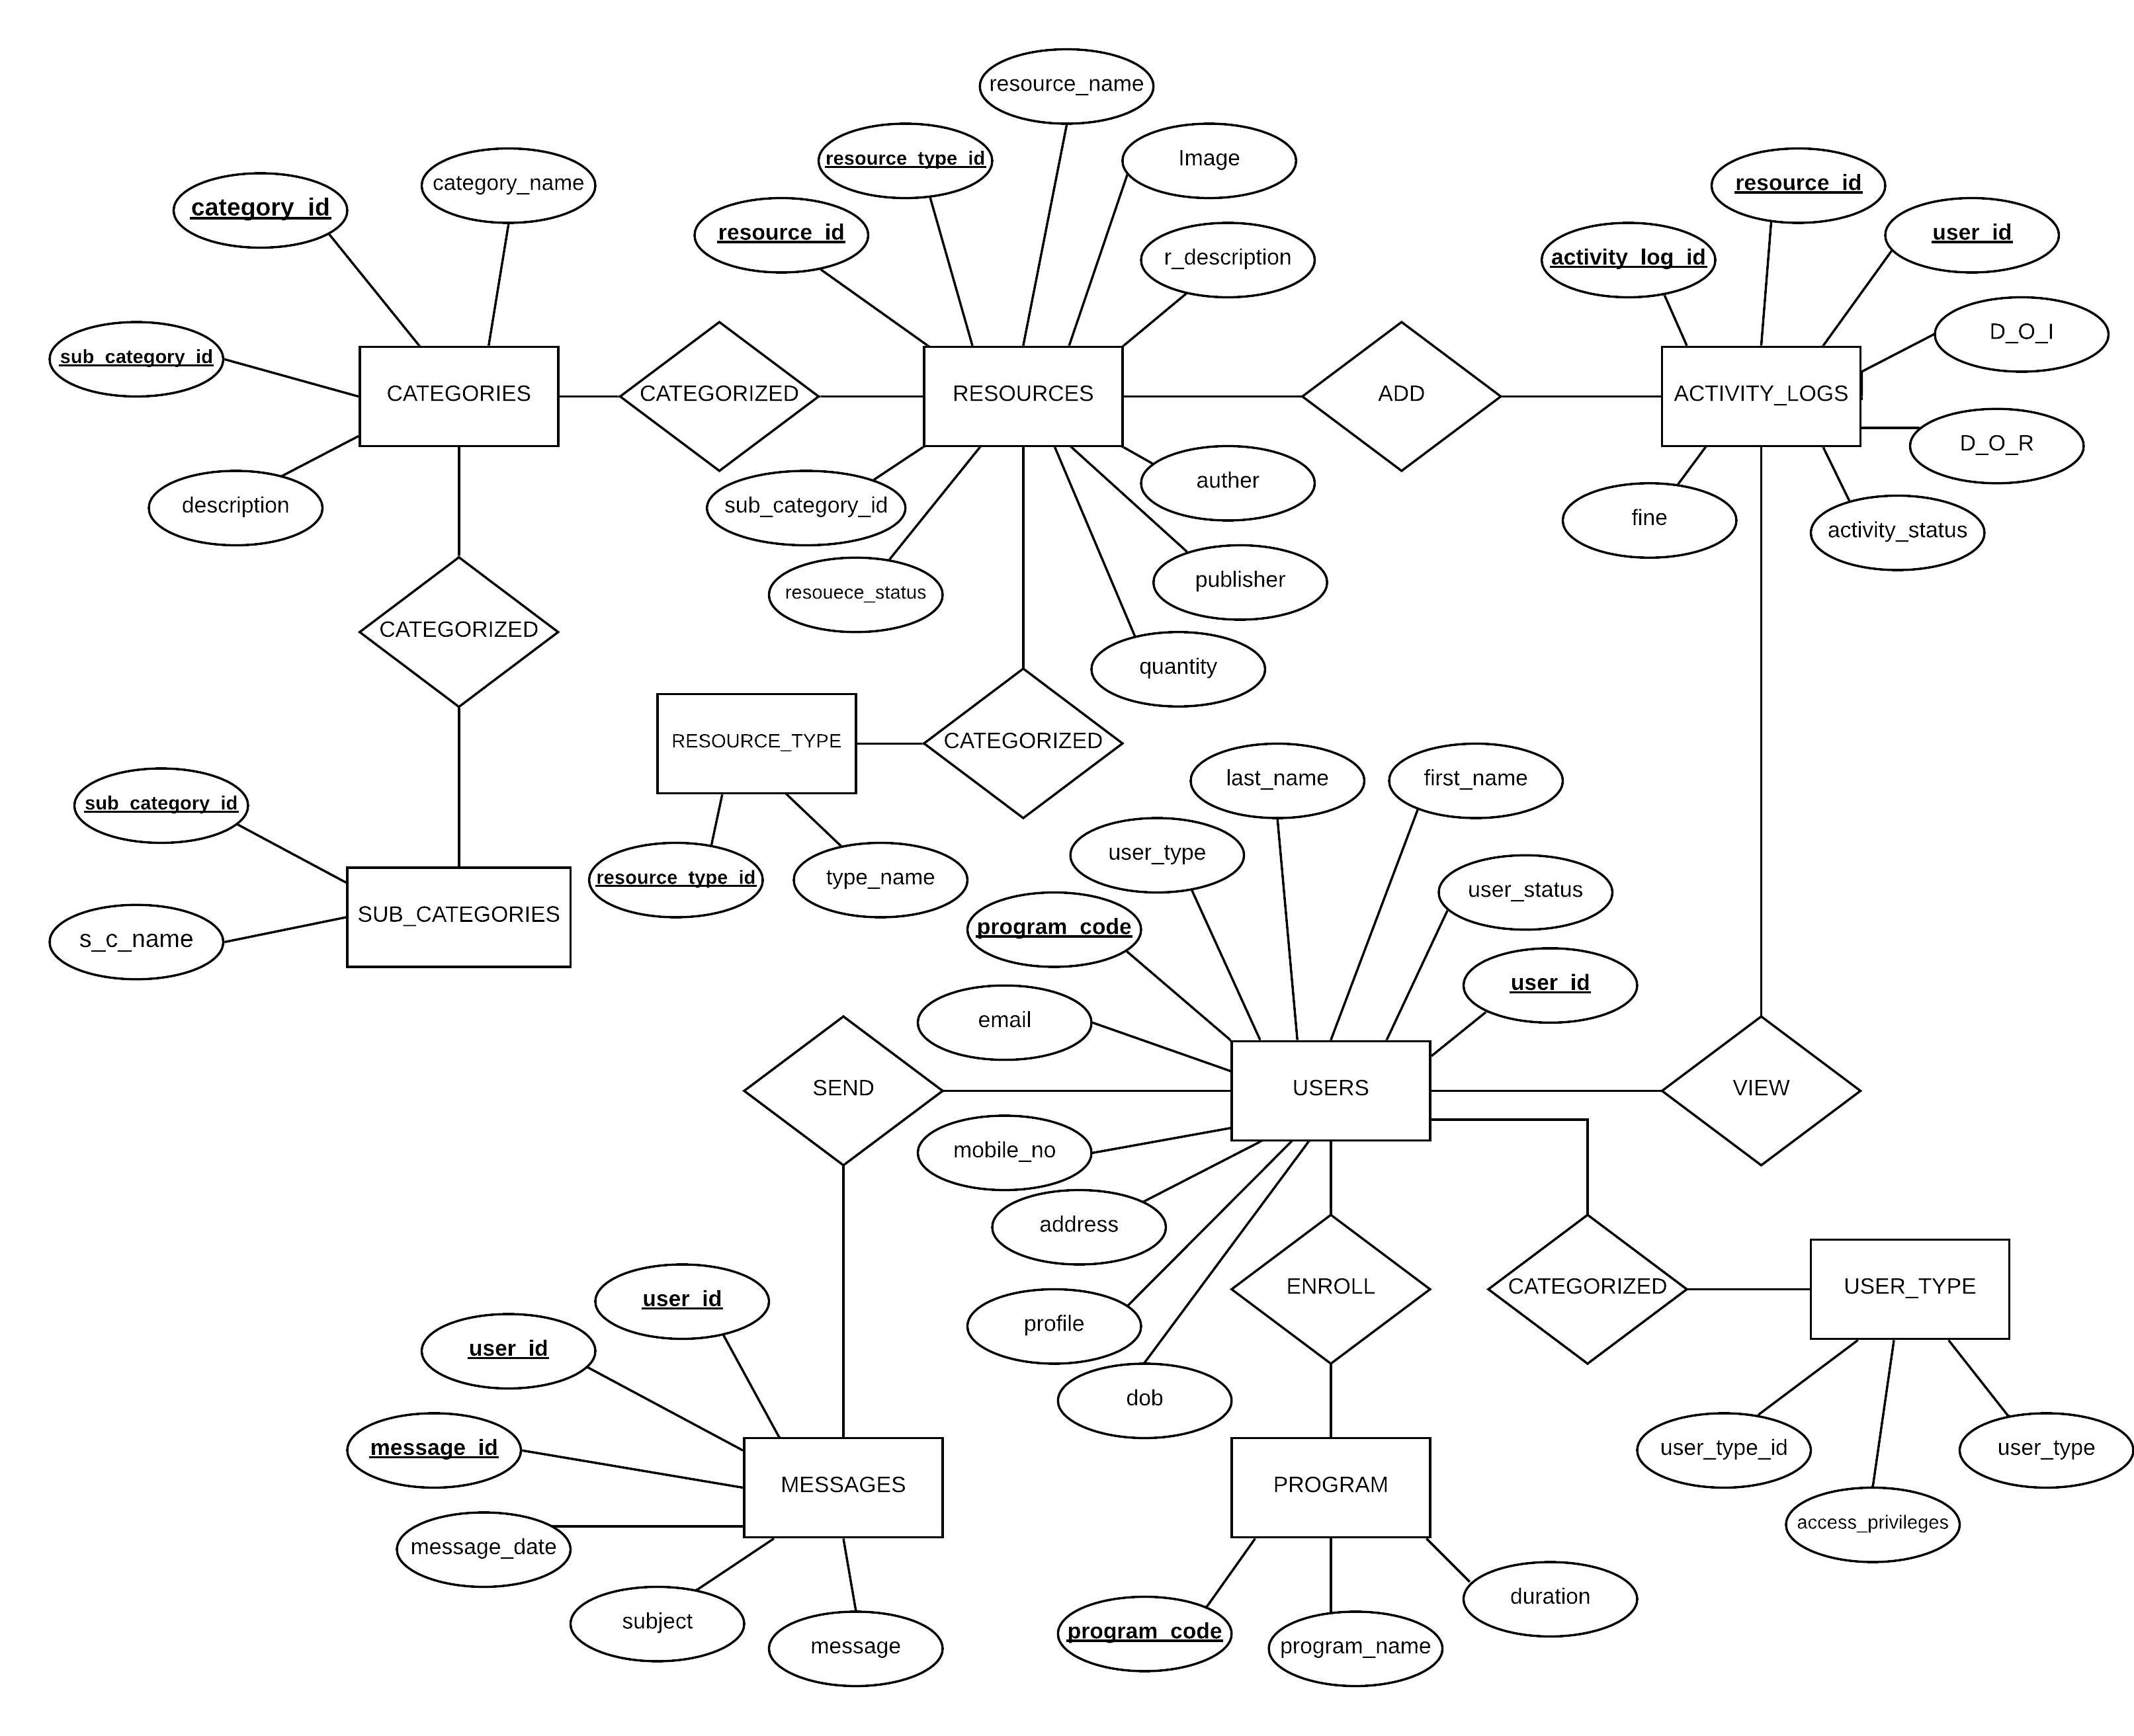 resource_name
resource_type_id
Image
category_name
resource_id
category_id
resource_id
user_id
r_description
activity_log_id
D_O_I
sub_category_id
CATEGORIES
CATEGORIZED
RESOURCES
ADD
ACTIVITY_LOGS
D_O_R
auther
description
sub_category_id
fine
activity_status
publisher
resouece_status
CATEGORIZED
quantity
RESOURCE_TYPE
CATEGORIZED
last_name
first_name
sub_category_id
user_type
resource_type_id
type_name
user_status
SUB_CATEGORIES
program_code
s_c_name
user_id
email
SEND
USERS
VIEW
mobile_no
address
user_id
ENROLL
CATEGORIZED
USER_TYPE
profile
user_id
dob
message_id
user_type_id
user_type
MESSAGES
PROGRAM
access_privileges
message_date
duration
subject
program_code
message
program_name